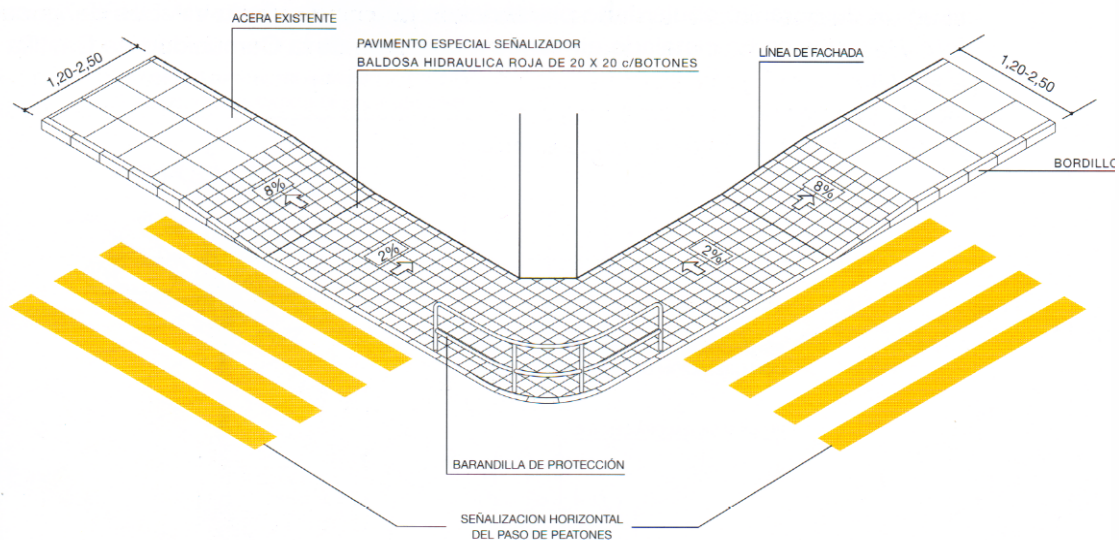 ACERA EXISTENTE
PAVIMENTO ESPECIAL SEÑALIZADOR
BALDOSA HIDRAULICA ROJA DE 20 X 20 c/BOTONES
LÍNEA DE FACHADA
1,20-2,50
1,20-2,50
BORDILLO
8%
8%
2%
2%
BARANDILLA DE PROTECCIÓN
SEÑALIZACION HORIZONTAL
DEL PASO DE PEATONES